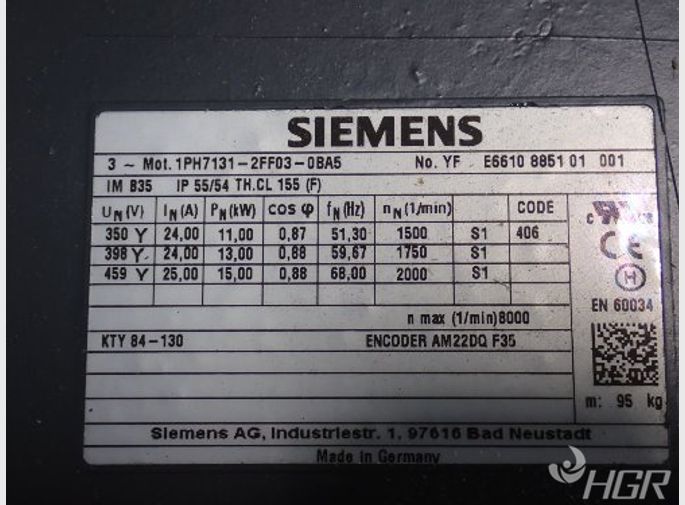 SIEMENS
3 ~ Mot. 1PH7131-2FF03-0BA5 No. YF E6610 8851 01 001
IM B35 IP 55/54 TH.CL 155 (F)
UN (V) IN (A) PN (kW) cos φ fN (Hz) nN (1/min) CODE
350 Y 24,00 11,00 0,87 51,30 1500 S1 406
398 Y 24,00 13,00 0,88 59,67 1750 S1
459 Y 25,00 15,00 0,88 68,00 2000 S1
C US
CE
H
EN 60034
n max (1/min) 8000
KTY 84-130 ENCODER AM22DQ F35
m: 95 kg
Siemens AG, Industriestr. 1, 97616 Bad Neustadt
Made in Germany
HGR